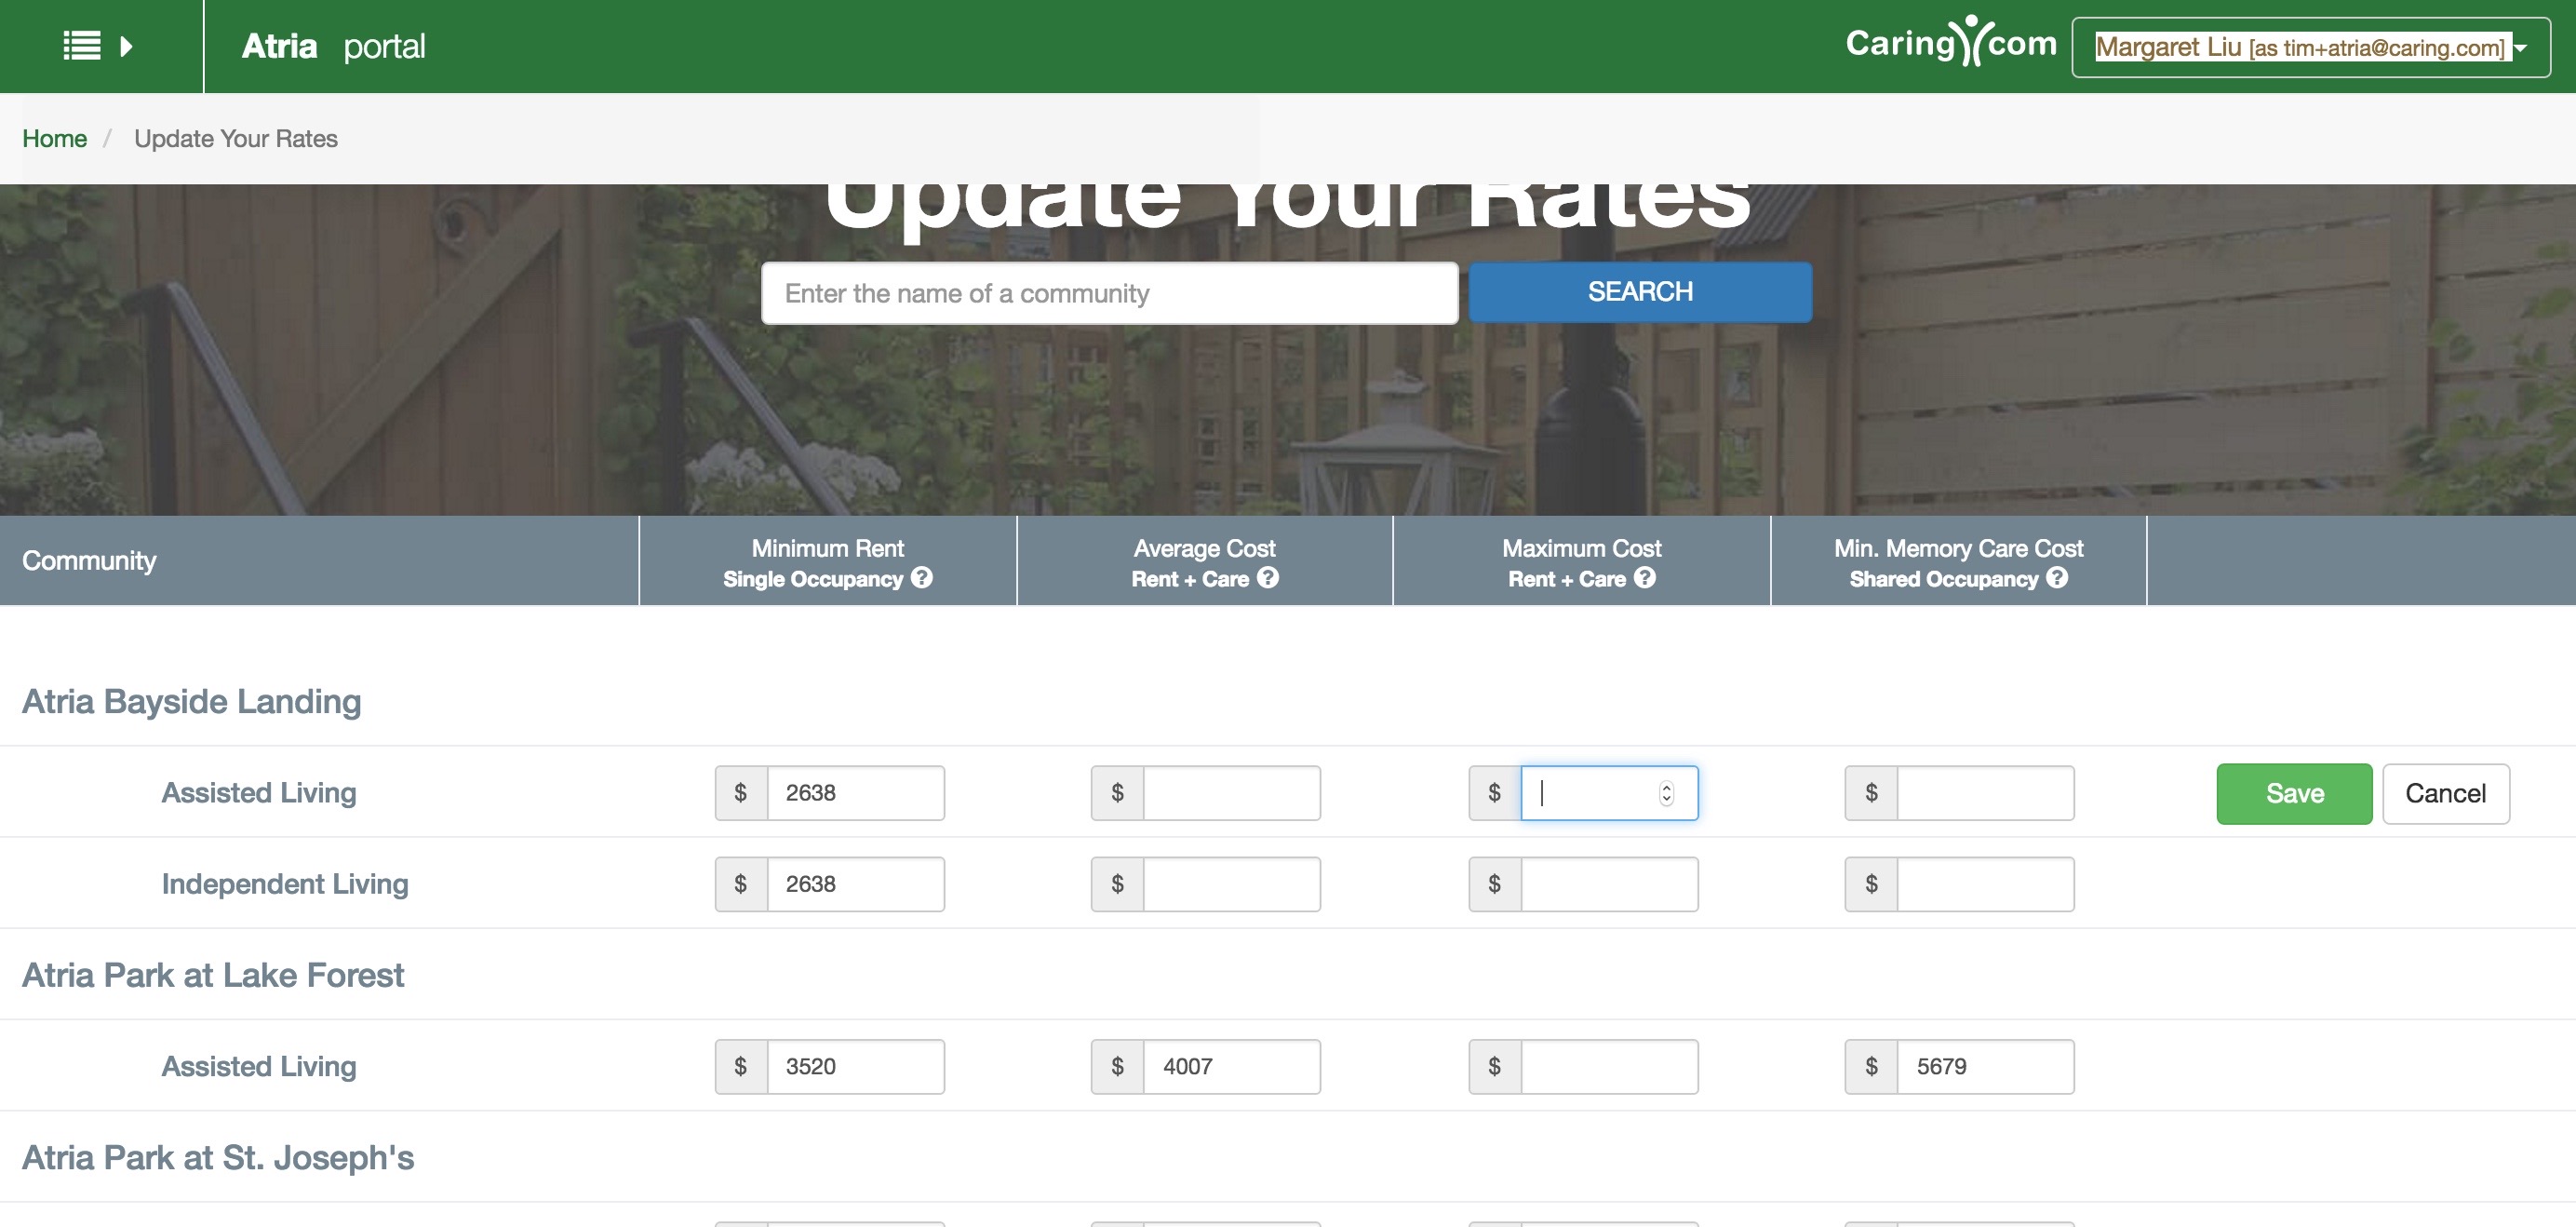 Atria portal
Caring com
Margaret Liu [as tim+atria@caring.com]
Home / Update Your Rates
Update Your Rates
Enter the name of a community
SEARCH
Community
Minimum Rent
Single Occupancy ?
Average Cost
Rent + Care ?
Maximum Cost
Rent + Care ?
Min. Memory Care Cost
Shared Occupancy ?
Atria Bayside Landing
Assisted Living $ 2638 $ $ $ Save Cancel
Independent Living $ 2638 $ $ $
Atria Park at Lake Forest
Assisted Living $ 3520 $ 4007 $ $ 5679
Atria Park at St. Joseph's